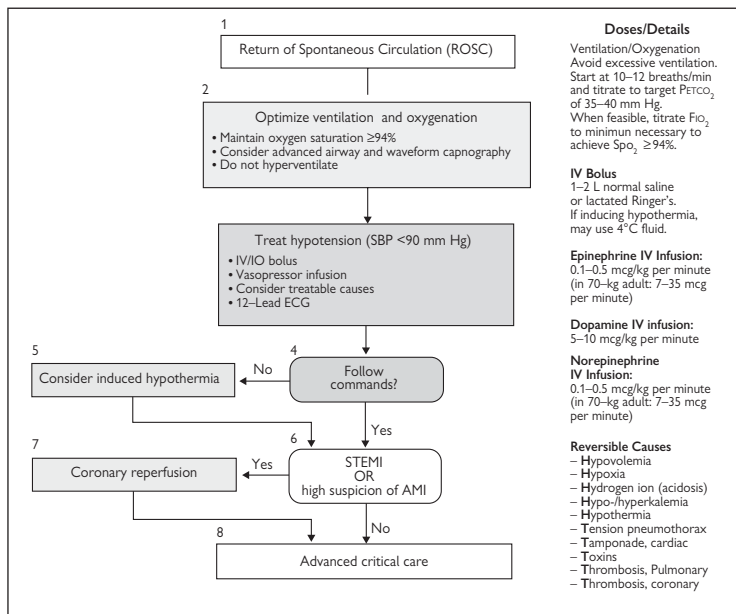 1
Return of Spontaneous Circulation (ROSC)
2
Optimize ventilation and oxygenation
• Maintain oxygen saturation ≥94%
• Consider advanced airway and waveform capnography
• Do not hyperventilate
Treat hypotension (SBP <90 mm Hg)
• IV/IO bolus
• Vasopressor infusion
• Consider treatable causes
• 12–Lead ECG
5
Consider induced hypothermia
No
4
Follow
commands?
Yes
7
Coronary reperfusion
Yes
6
STEMI
OR
high suspicion of AMI
No
8
Advanced critical care
Doses/Details
Ventilation/Oxygenation
Avoid excessive ventilation.
Start at 10–12 breaths/min
and titrate to target PETCO2
of 35–40 mm Hg.
When feasible, titrate FIO2
to minimun necessary to
achieve Spo2 ≥94%.
IV Bolus
1–2 L normal saline
or lactated Ringer's.
If inducing hypothermia,
may use 4°C fluid.
Epinephrine IV Infusion:
0.1–0.5 mcg/kg per minute
(in 70–kg adult: 7–35 mcg
per minute)
Dopamine IV infusion:
5–10 mcg/kg per minute
Norepinephrine
IV Infusion:
0.1–0.5 mcg/kg per minute
(in 70–kg adult: 7–35 mcg
per minute)
Reversible Causes
– Hypovolemia
– Hypoxia
– Hydrogen ion (acidosis)
– Hypo-/hyperkalemia
– Hypothermia
– Tension pneumothorax
– Tamponade, cardiac
– Toxins
– Thrombosis, Pulmonary
– Thrombosis, coronary